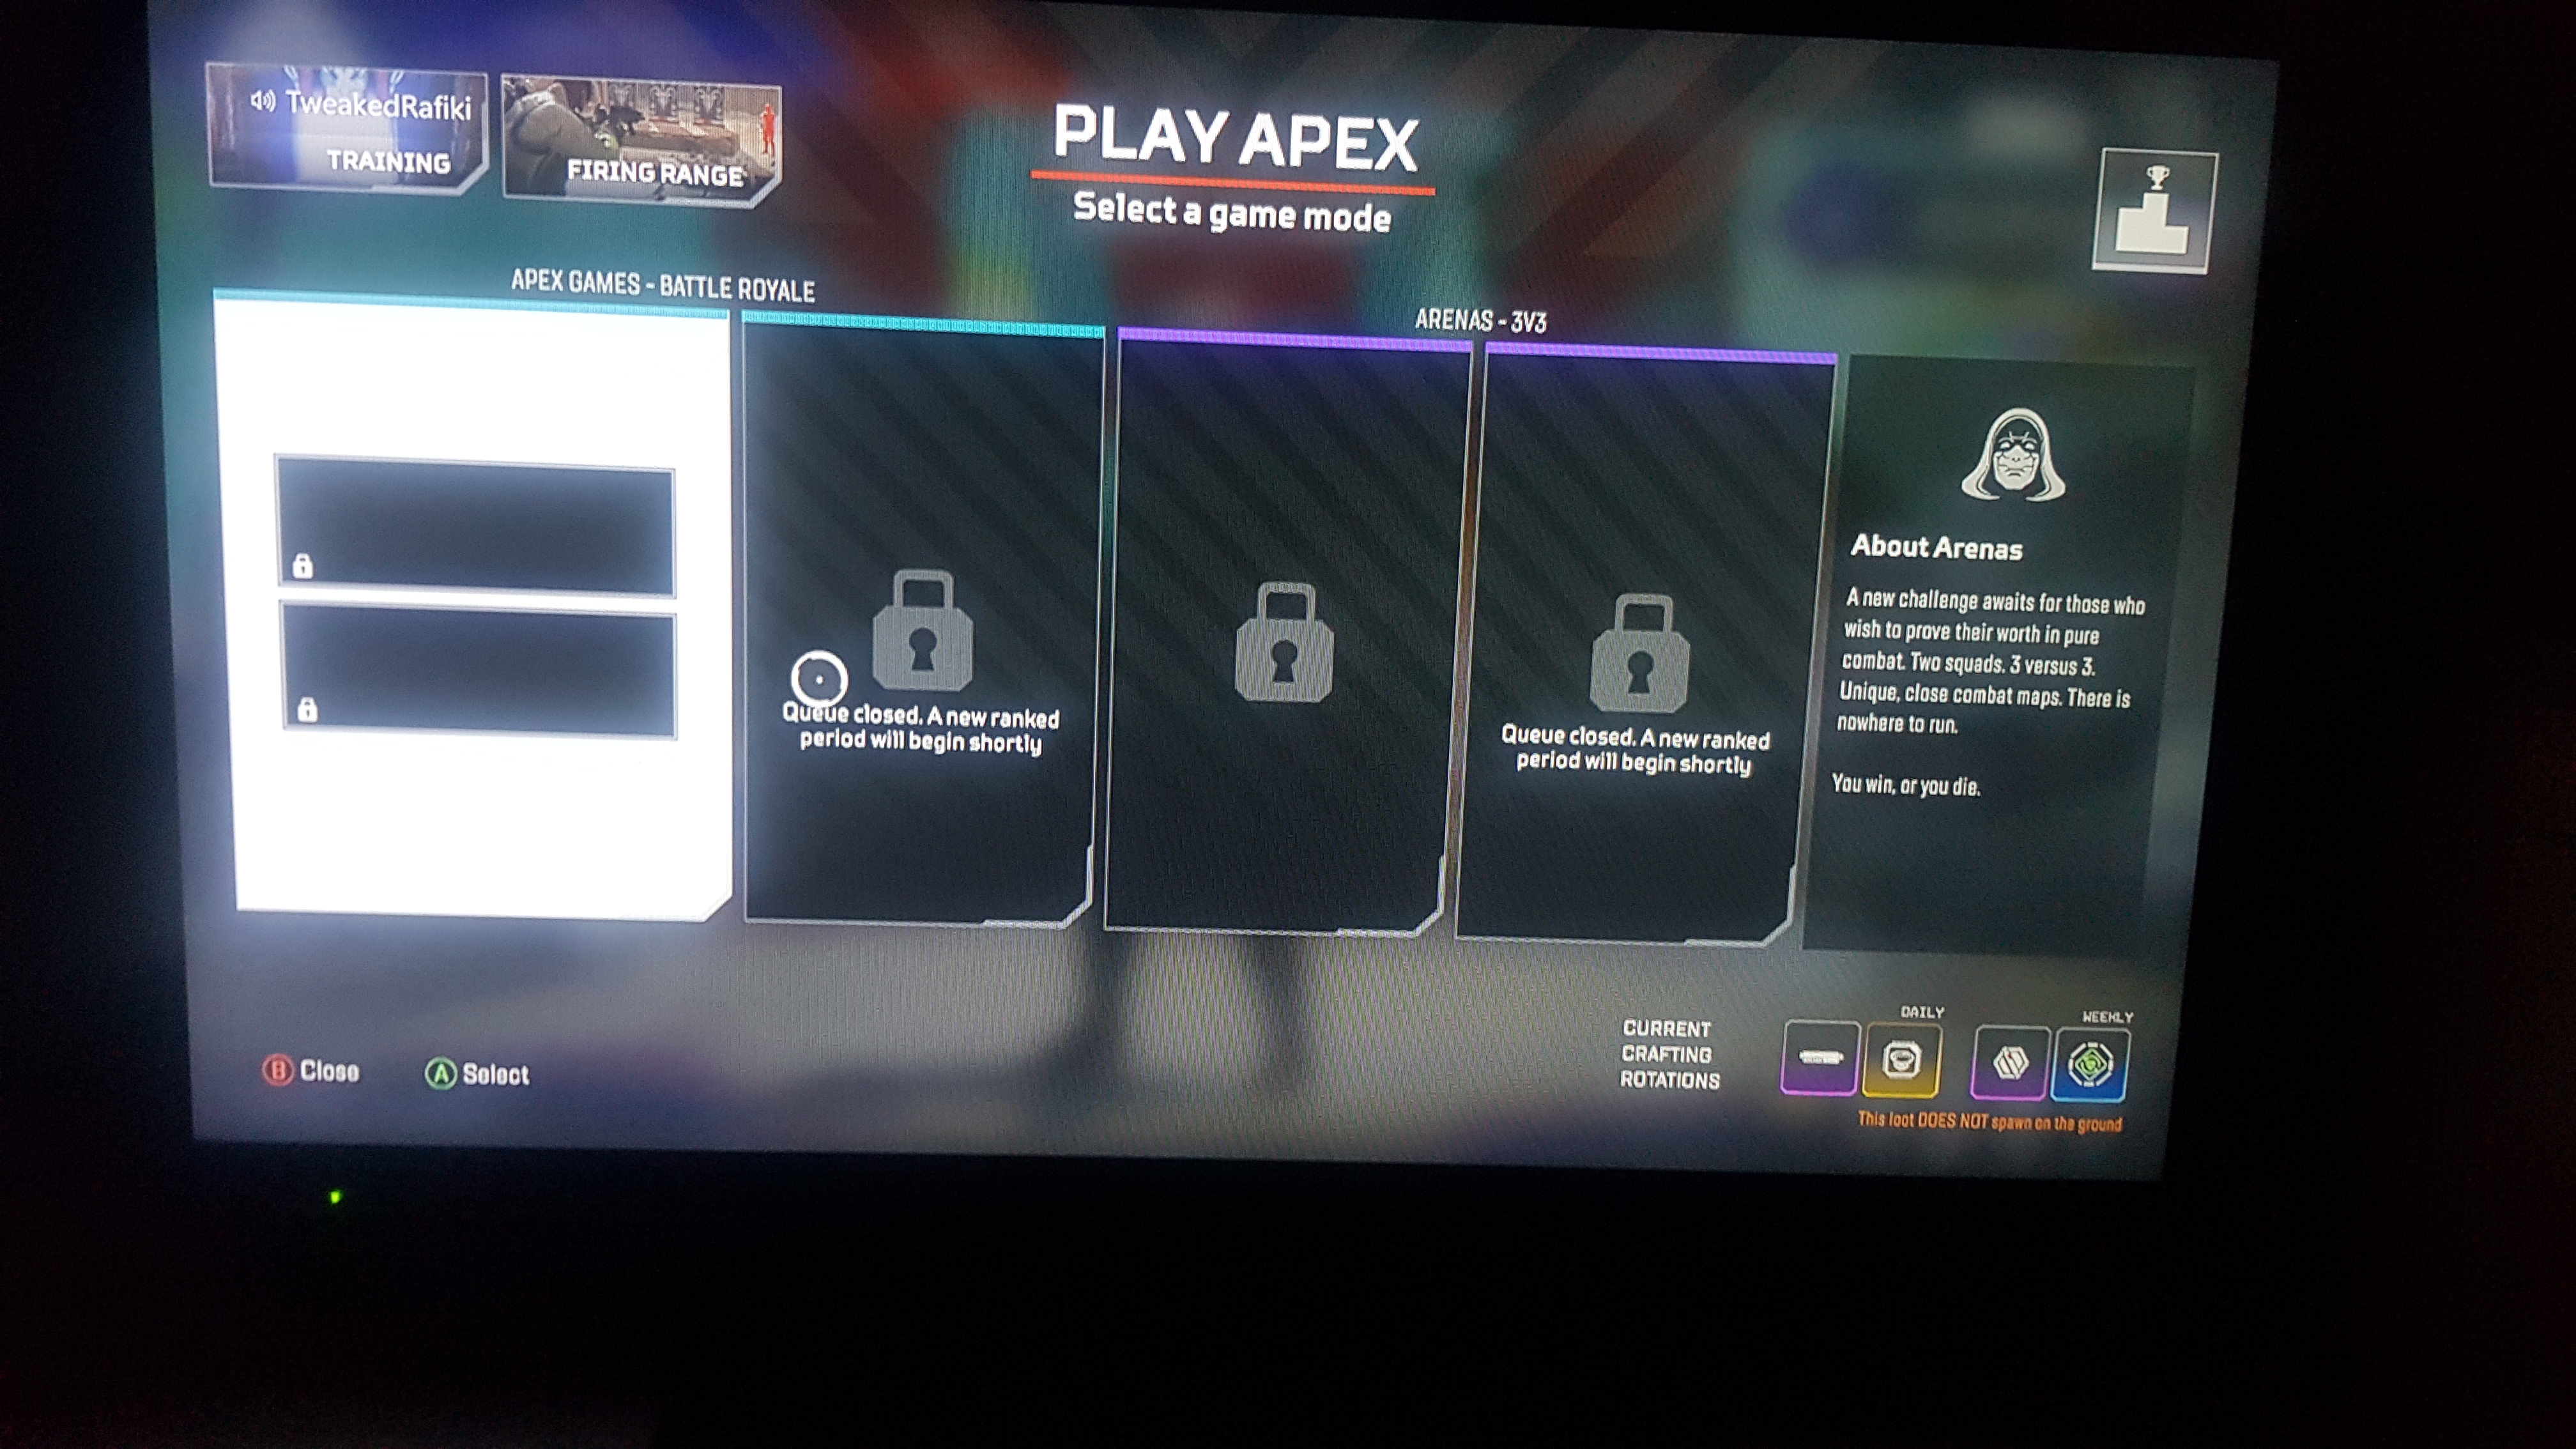 TweakedRafiki
TRAINING
FIRING RANGE
PLAY APEX
Select a game mode
APEX GAMES - BATTLE ROYALE
ARENAS - 3V3
Queue closed. A new ranked
period will begin shortly
Queue closed. A new ranked
period will begin shortly
About Arenas
A new challenge awaits for those who
wish to prove their worth in pure
combat. Two squads. 3 versus 3.
Unique, close combat maps. There is
nowhere to run.
You win, or you die.
B Close
A Select
CURRENT
CRAFTING
ROTATIONS
DAILY
WEEKLY
This loot DOES NOT spawn on the ground